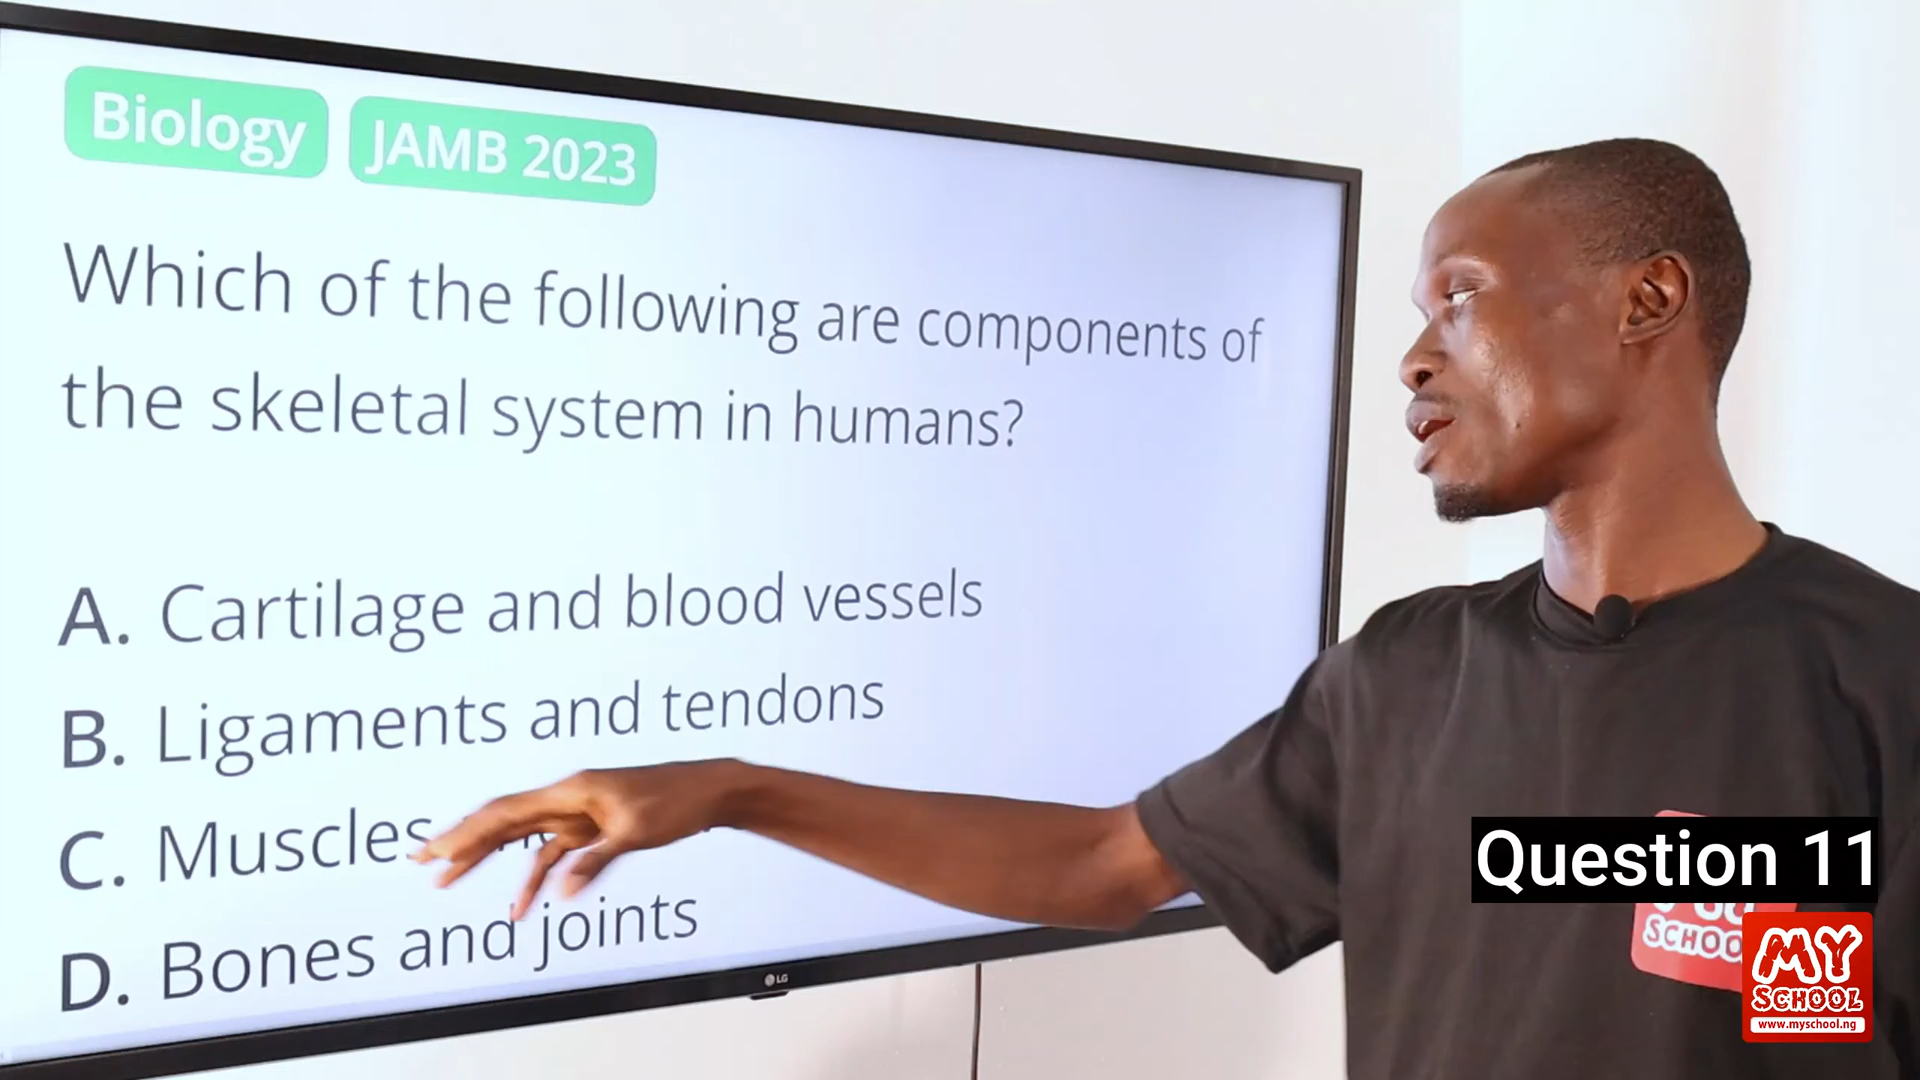 Biology
JAMB 2023
Which of the following are components of
the skeletal system in humans?
A. Cartilage and blood vessels
B. Ligaments and tendons
C. Muscles
D. Bones and joints
LG
Question 11
SCHOO
MY
SCHOOL
www.myschool.ng